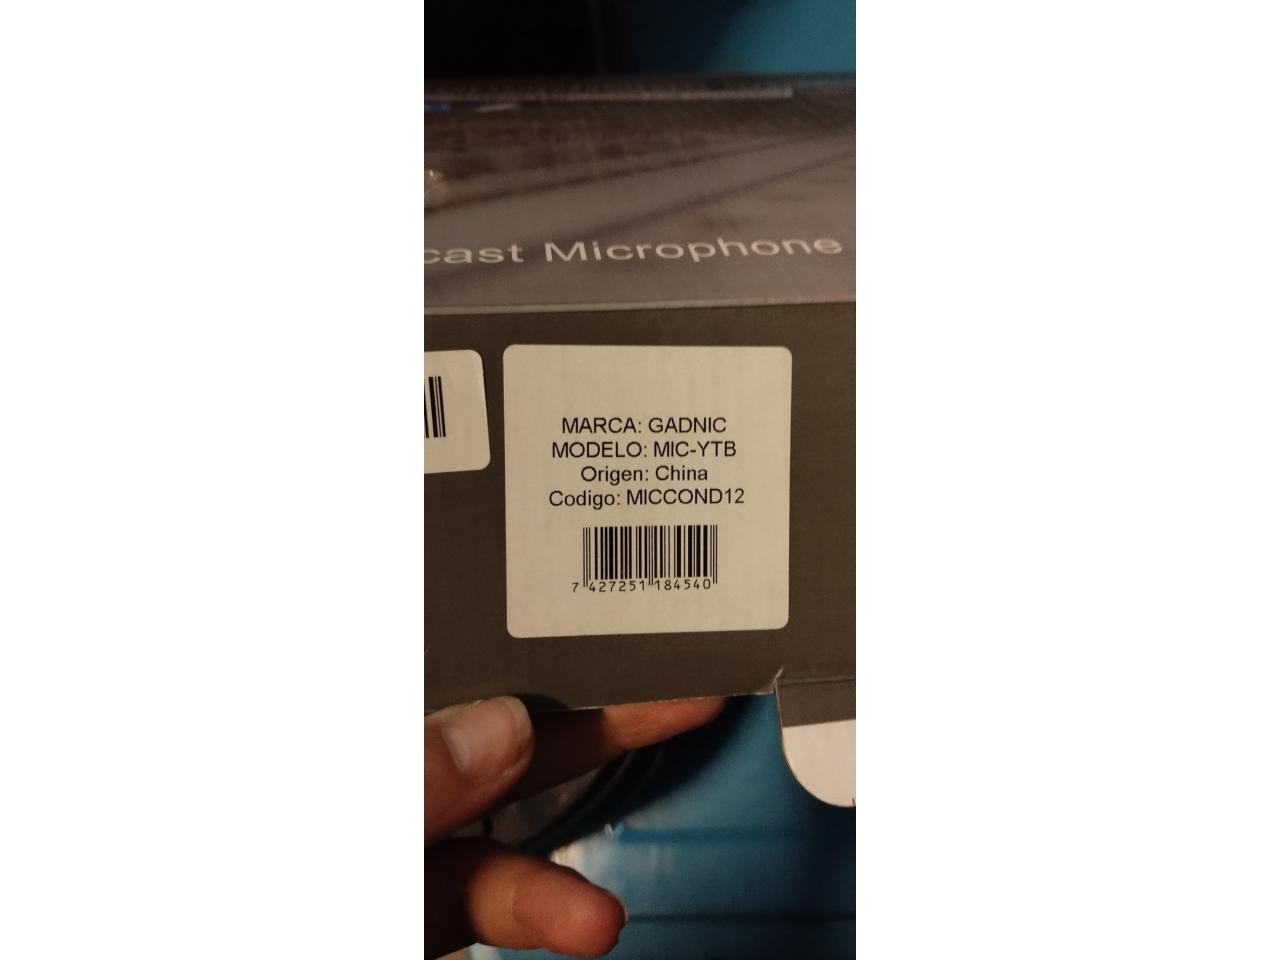 cast Microphone
MARCA: GADNIC
MODELO: MIC-YTB
Origen: China
Codigo: MICCOND12
7 427251 184540